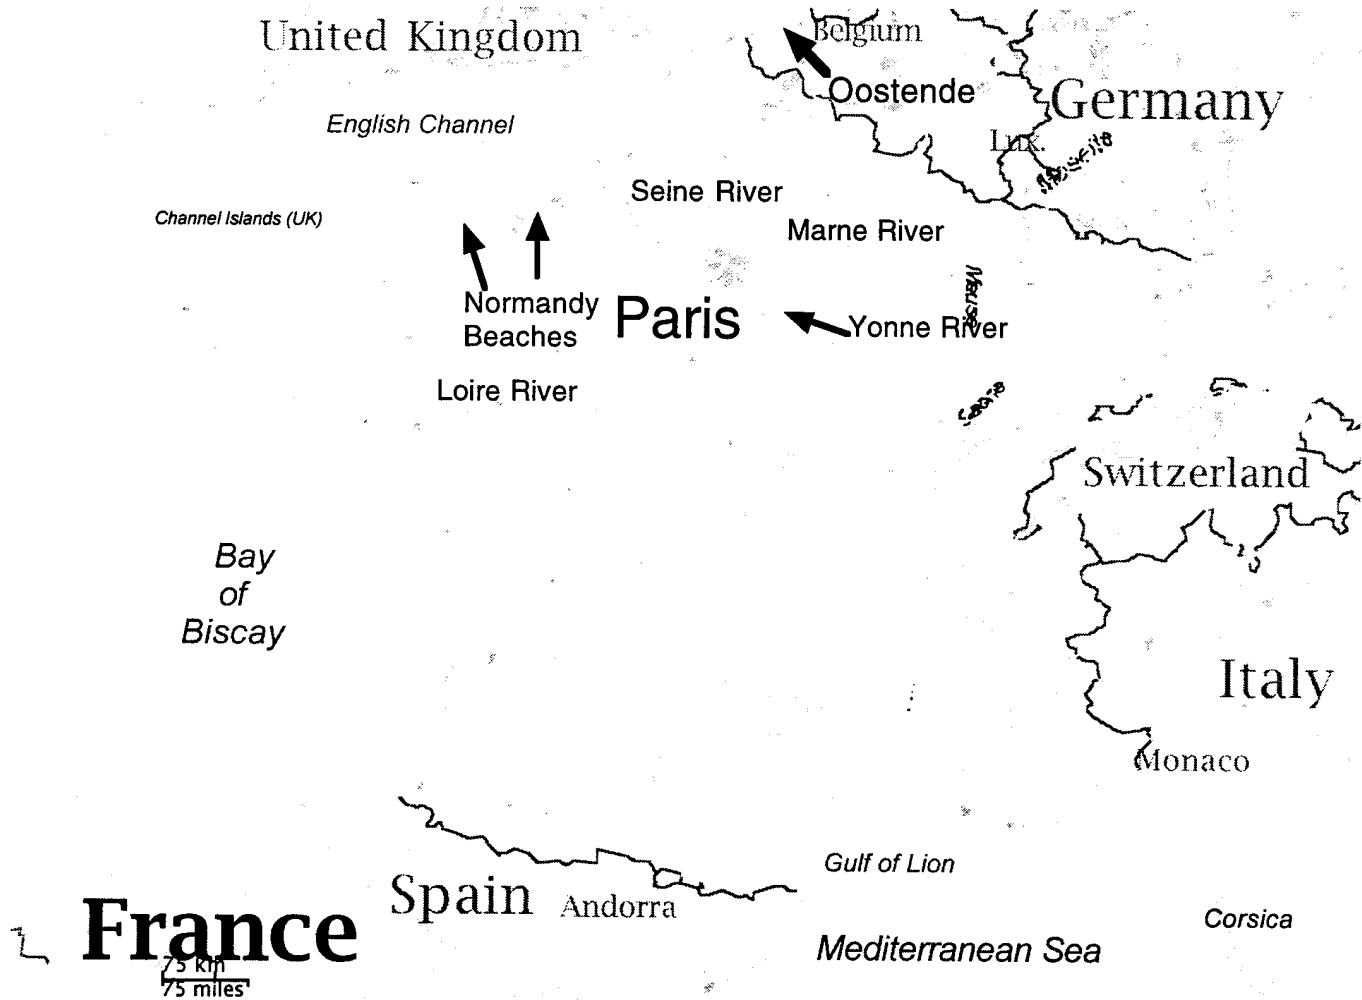 United Kingdom
Belgium
Oostende
Germany
English Channel
Lux.
Moselle
Seine River
Channel Islands (UK)
Marne River
Meuse
Normandy
Beaches
Paris
Yonne River
Loire River
Switzerland
Bay
of
Biscay
Italy
Monaco
Gulf of Lion
Spain
Andorra
France
Corsica
Mediterranean Sea
75 km
75 miles